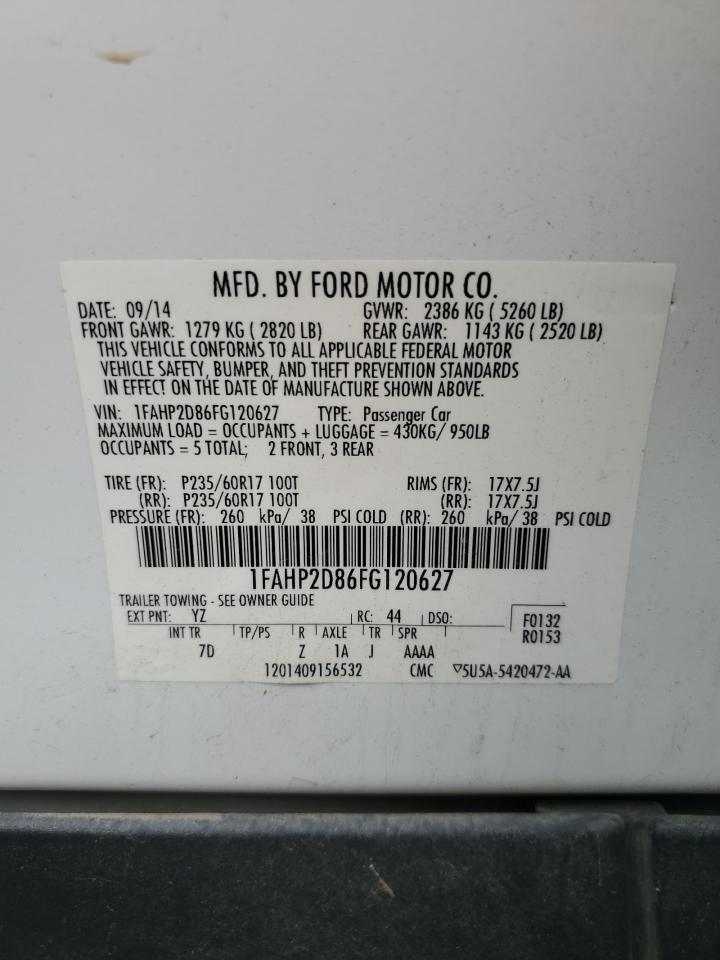 MFD. BY FORD MOTOR CO.
DATE: 09/14 GVWR: 2386 KG ( 5260 LB)
FRONT GAWR: 1279 KG ( 2820 LB) REAR GAWR: 1143 KG ( 2520 LB)
THIS VEHICLE CONFORMS TO ALL APPLICABLE FEDERAL MOTOR
VEHICLE SAFETY, BUMPER, AND THEFT PREVENTION STANDARDS
IN EFFECT ON THE DATE OF MANUFACTURE SHOWN ABOVE.
VIN: 1FAHP2D86FG120627 TYPE: Passenger Car
MAXIMUM LOAD = OCCUPANTS + LUGGAGE = 430KG/ 950LB
OCCUPANTS = 5 TOTAL; 2 FRONT, 3 REAR
TIRE (FR): P235/60R17 100T RIMS (FR): 17X7.5J
(RR): P235/60R17 100T (RR): 17X7.5J
PRESSURE (FR): 260 kPa/ 38 PSI COLD (RR): 260 kPa/ 38 PSI COLD
1FAHP2D86FG120627
TRAILER TOWING - SEE OWNER GUIDE
EXT PNT: YZ RC: 44 DSO: F0132
INT TR TP/PS R AXLE TR SPR R0153
7D Z 1A J AAAA
1201409156532 CMC ▽5U5A-5420472-AA